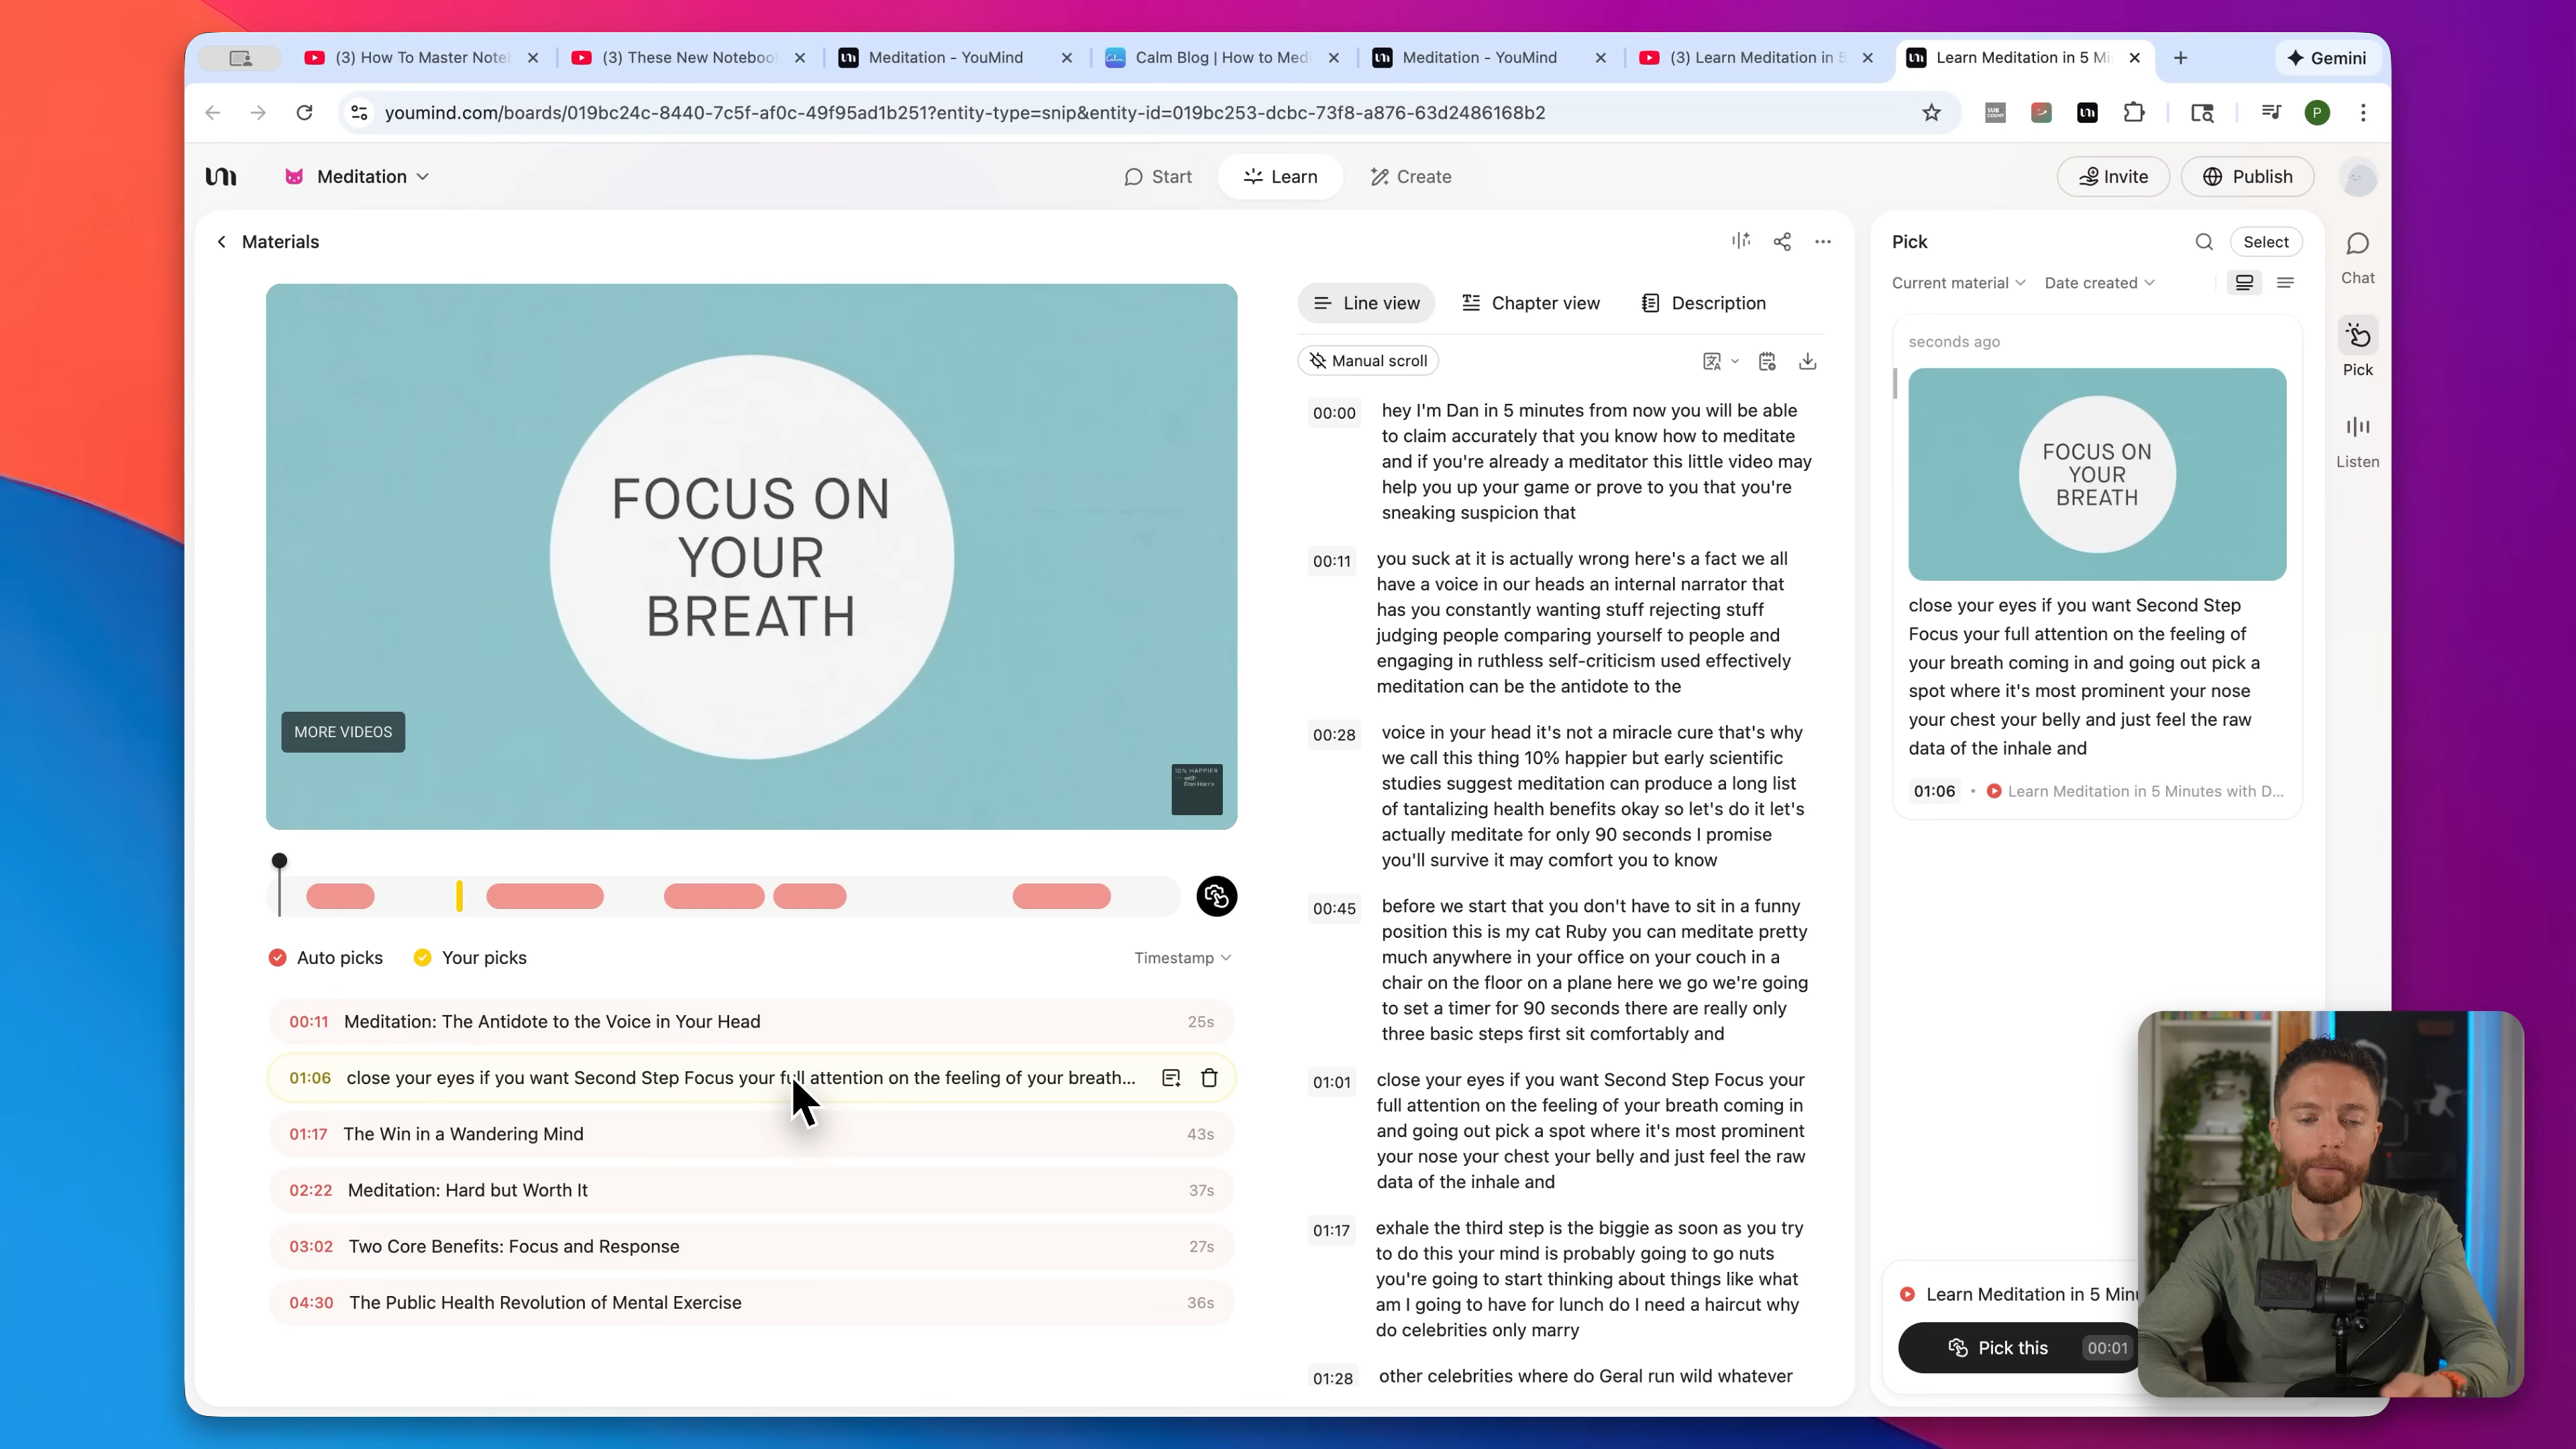 (3) How To Master Note
(3) These New Noteboo
Meditation - YouMind
Calm Blog | How to Med
Meditation - YouMind
(3) Learn Meditation in 5
Learn Meditation in 5 Mi
Gemini
youmind.com/boards/019bc24c-8440-7c5f-af0c-49f95ad1b251?entity-type=snip&entity-id=019bc253-dcbc-73f8-a876-63d2486168b2
SUB COUNT
P
Meditation
Start
Learn
Create
Invite
Publish
Materials
FOCUS ON
YOUR
BREATH
MORE VIDEOS
10% HAPPIER
with
Dan Harris
Auto picks
Your picks
Timestamp
00:11 Meditation: The Antidote to the Voice in Your Head 25s
01:06 close your eyes if you want Second Step Focus your full attention on the feeling of your breath...
01:17 The Win in a Wandering Mind 43s
02:22 Meditation: Hard but Worth It 37s
03:02 Two Core Benefits: Focus and Response 27s
04:30 The Public Health Revolution of Mental Exercise 36s
Line view
Chapter view
Description
Manual scroll
00:00 hey I'm Dan in 5 minutes from now you will be able
to claim accurately that you know how to meditate
and if you're already a meditator this little video may
help you up your game or prove to you that you're
sneaking suspicion that
00:11 you suck at it is actually wrong here's a fact we all
have a voice in our heads an internal narrator that
has you constantly wanting stuff rejecting stuff
judging people comparing yourself to people and
engaging in ruthless self-criticism used effectively
meditation can be the antidote to the
00:28 voice in your head it's not a miracle cure that's why
we call this thing 10% happier but early scientific
studies suggest meditation can produce a long list
of tantalizing health benefits okay so let's do it let's
actually meditate for only 90 seconds I promise
you'll survive it may comfort you to know
00:45 before we start that you don't have to sit in a funny
position this is my cat Ruby you can meditate pretty
much anywhere in your office on your couch in a
chair on the floor on a plane here we go we're going
to set a timer for 90 seconds there are really only
three basic steps first sit comfortably and
01:01 close your eyes if you want Second Step Focus your
full attention on the feeling of your breath coming in
and going out pick a spot where it's most prominent
your nose your chest your belly and just feel the raw
data of the inhale and
01:17 exhale the third step is the biggie as soon as you try
to do this your mind is probably going to go nuts
you're going to start thinking about things like what
am I going to have for lunch do I need a haircut why
do celebrities only marry
01:28 other celebrities where do Geral run wild whatever
Pick
Select
Current material
Date created
seconds ago
FOCUS ON
YOUR
BREATH
close your eyes if you want Second Step
Focus your full attention on the feeling of
your breath coming in and going out pick a
spot where it's most prominent your nose
your chest your belly and just feel the raw
data of the inhale and
01:06 • Learn Meditation in 5 Minutes with D...
Learn Meditation in 5 Minu
Pick this 00:01
Chat
Pick
Listen